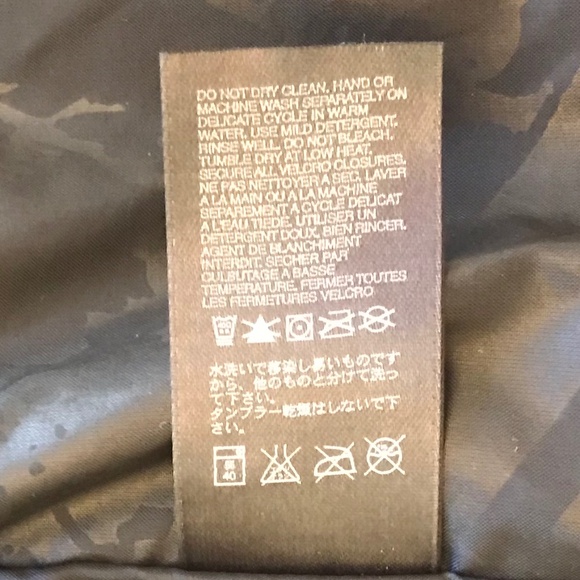 DO NOT DRY CLEAN. HAND OR
MACHINE WASH SEPARATELY ON
DELICATE CYCLE IN WARM
WATER. USE MILD DETERGENT.
RINSE WELL. DO NOT BLEACH.
TUMBLE DRY AT LOW HEAT.
SECURE ALL VELCRO CLOSURES.
NE PAS NETTOYER A SEC. LAVER
A LA MAIN OU A LA MACHINE
SEPAREMENT A CYCLE DELICAT
A L'EAU TIEDE. UTILISER UN
DETERGENT DOUX. BIEN RINCER.
AGENT DE BLANCHIMENT
INTERDIT. SECHER PAR
CULBUTAGE A BASSE
TEMPERATURE. FERMER TOUTES
LES FERMETURES VELCRO
水洗いで移染し易いものです
から、他のものと分けて洗っ
て下さい。
タンブラー乾燥はしないで下
さい。
弱
40